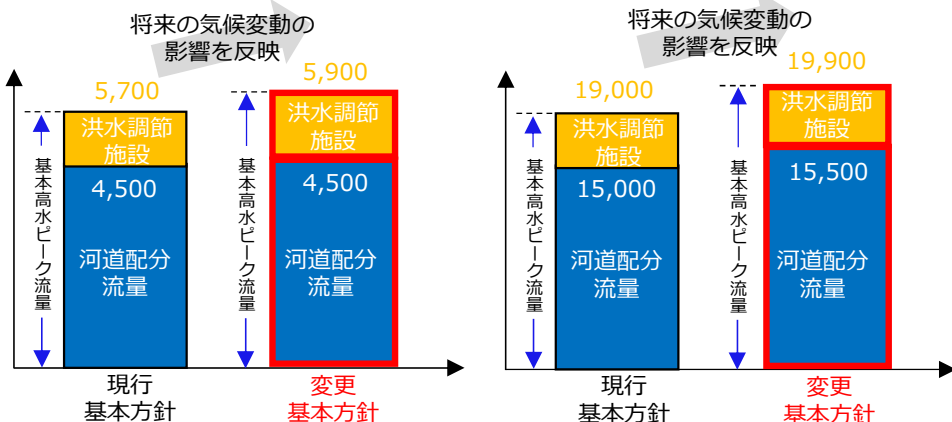 将来の気候変動の
影響を反映
5,700
5,900
洪水調節
施設
洪水調節
施設
4,500
4,500
基本高水ピーク流量
基本高水ピーク流量
河道配分
流量
河道配分
流量
現行
基本方針
変更
基本方針
将来の気候変動の
影響を反映
19,000
19,900
洪水調節
施設
洪水調節
施設
15,000
15,500
基本高水ピーク流量
基本高水ピーク流量
河道配分
流量
河道配分
流量
現行
基本方針
変更
基本方針